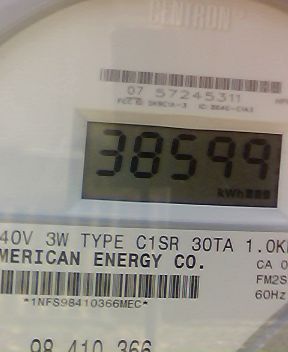 CENTRON
07 57245311
38599
kWh
40V 3W TYPE C1SR 30TA 1.0K
MERICAN ENERGY CO.
CA 0
FM2S
60Hz
*1NFS98410366MEC*
98 410 366